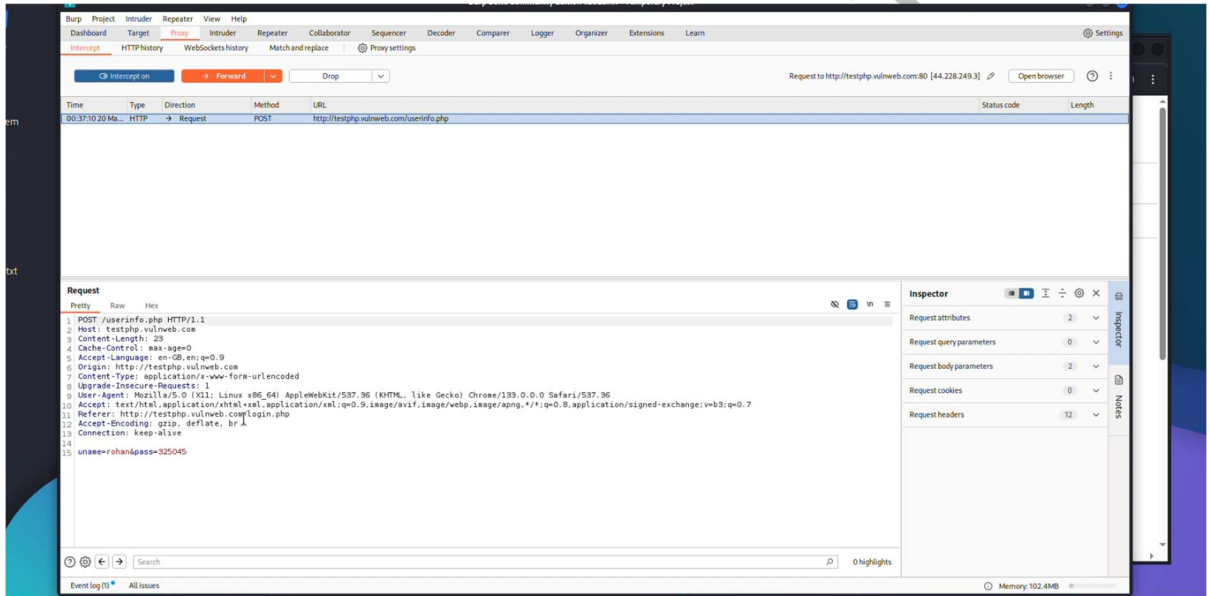 Burp Project Intruder Repeater View Help
Dashboard Target Proxy Intruder Repeater Collaborator Sequencer Decoder Comparer Logger Organizer Extensions Learn Settings
Intercept HTTP history WebSockets history Match and replace Proxy settings
Intercept on Forward Drop Request to http://testphp.vulnweb.com:80 [44.228.249.3] Open browser
Time Type Direction Method URL Status code Length
00:37:10 20 Ma... HTTP → Request POST http://testphp.vulnweb.com/userinfo.php
em
txt
Request
Pretty Raw Hex
\n
1 POST /userinfo.php HTTP/1.1
2 Host: testphp.vulnweb.com
3 Content-Length: 23
4 Cache-Control: max-age=0
5 Accept-Language: en-GB,en;q=0.9
6 Origin: http://testphp.vulnweb.com
7 Content-Type: application/x-www-form-urlencoded
8 Upgrade-Insecure-Requests: 1
9 User-Agent: Mozilla/5.0 (X11; Linux x86_64) AppleWebKit/537.36 (KHTML, like Gecko) Chrome/133.0.0.0 Safari/537.36
10 Accept: text/html,application/xhtml+xml,application/xml;q=0.9,image/avif,image/webp,image/apng,*/*;q=0.8,application/signed-exchange;v=b3;q=0.7
11 Referer: http://testphp.vulnweb.com/login.php
12 Accept-Encoding: gzip, deflate, br
13 Connection: keep-alive
14
15 uname=rohan&pass=325045
Inspector
Request attributes 2
Request query parameters 0
Request body parameters 2
Request cookies 0
Request headers 12
Inspector
Notes
Search 0 highlights
Event log (1) All issues Memory: 102.4MB